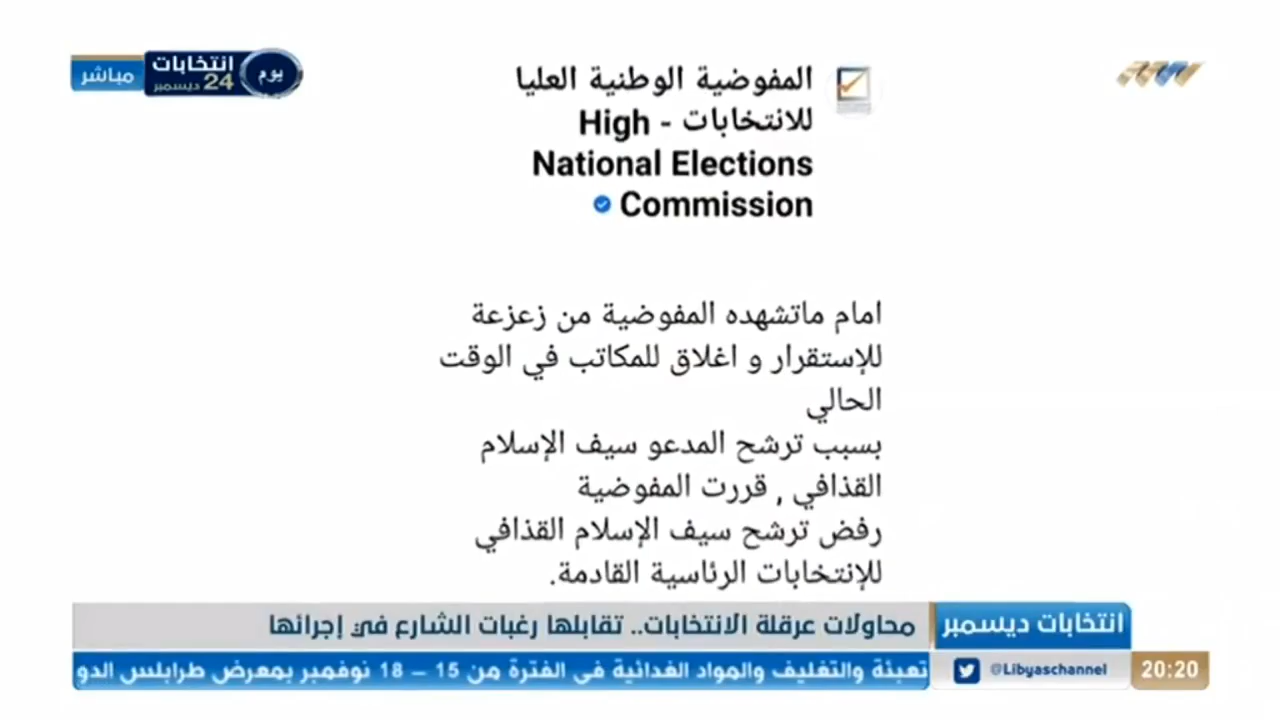 انتخابات
24 ديسمبر
يوم
مباشر
المفوضية الوطنية العليا
للانتخابات - High
National Elections
Commission
امام ماتشهده المفوضية من زعزعة
للإستقرار و اغلاق للمكاتب في الوقت
الحالي
بسبب ترشح المدعو سيف الإسلام
القذافي , قررت المفوضية
رفض ترشح سيف الإسلام القذافي
للإنتخابات الرئاسية القادمة.
انتخابات ديسمبر
محاولات عرقلة الانتخابات.. تقابلها رغبات الشارع في إجرائها
تعبئة والتغليف والمواد الغذائية في الفترة من 15 – 18 نوفمبر بمعرض طرابلس الدو
@Libyaschannel
20:20